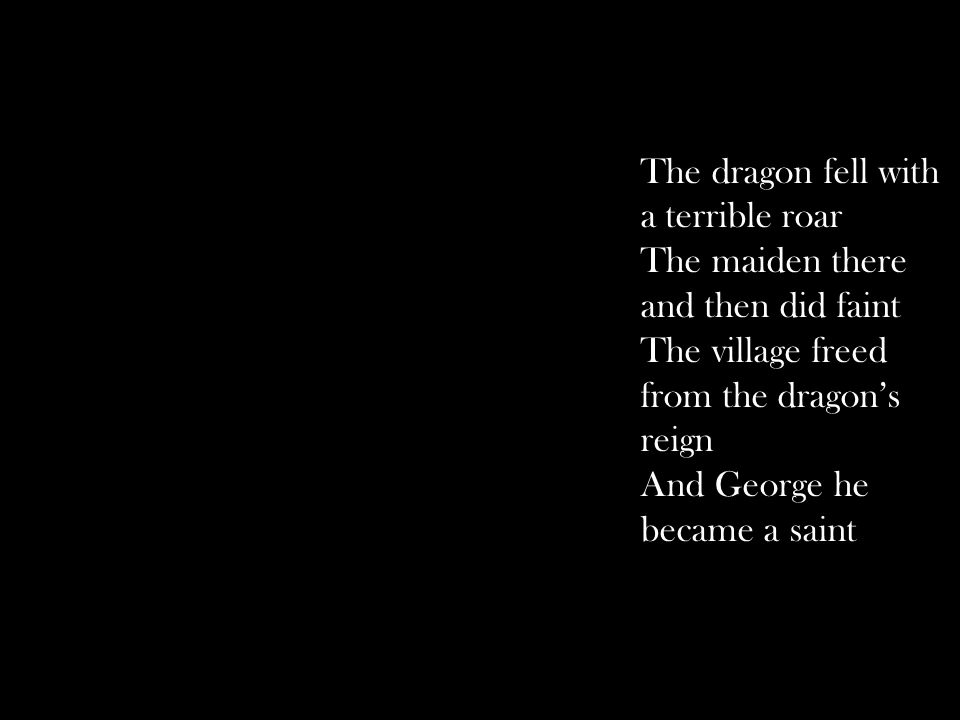 The dragon fell with
a terrible roar
The maiden there
and then did faint
The village freed
from the dragon’s
reign
And George he
became a saint